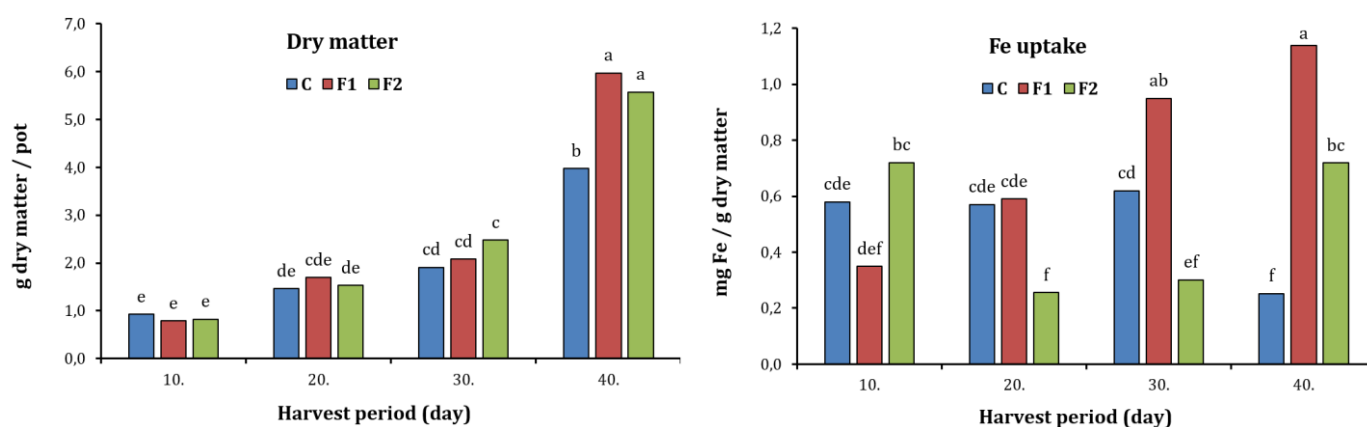 Dry matter
C F1 F2
g dry matter / pot
7,0
6,0
5,0
4,0
3,0
2,0
1,0
0,0
e e e
de cde de
cd cd c
b a a
10. 20. 30. 40.
Harvest period (day)
Fe uptake
C F1 F2
mg Fe / g dry matter
1,2
1,0
0,8
0,6
0,4
0,2
0,0
cde def bc
cde cde f
cd ab ef
f a bc
10. 20. 30. 40.
Harvest period (day)